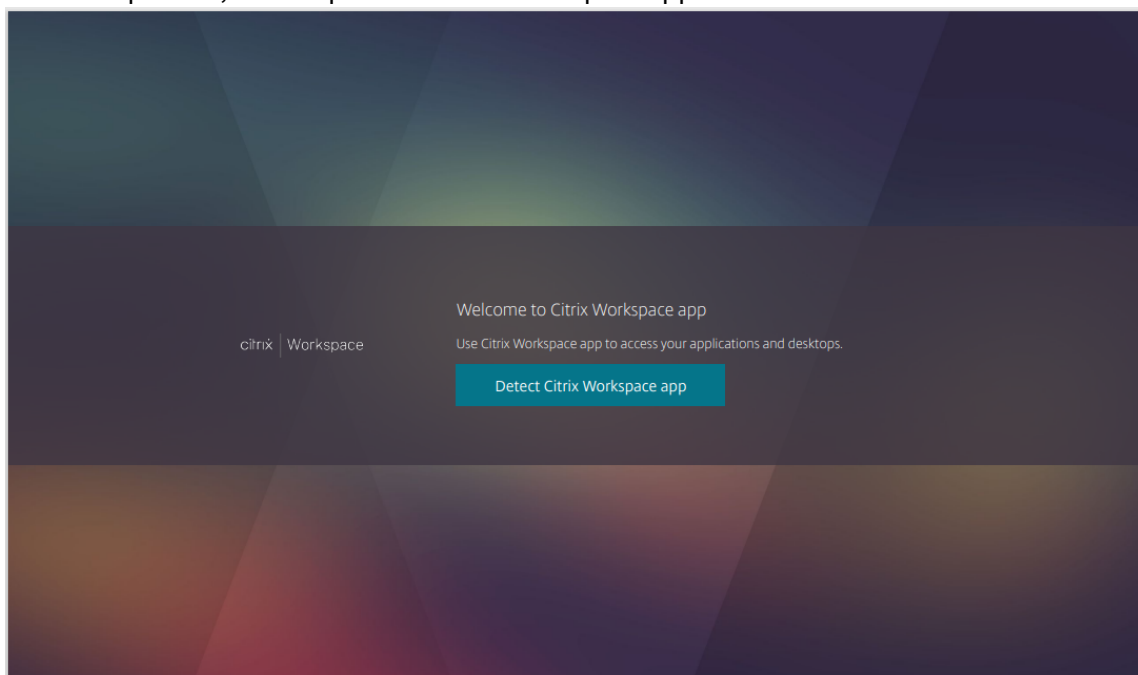 Welcome to Citrix Workspace app
citrix | Workspace
Use Citrix Workspace app to access your applications and desktops.
Detect Citrix Workspace app